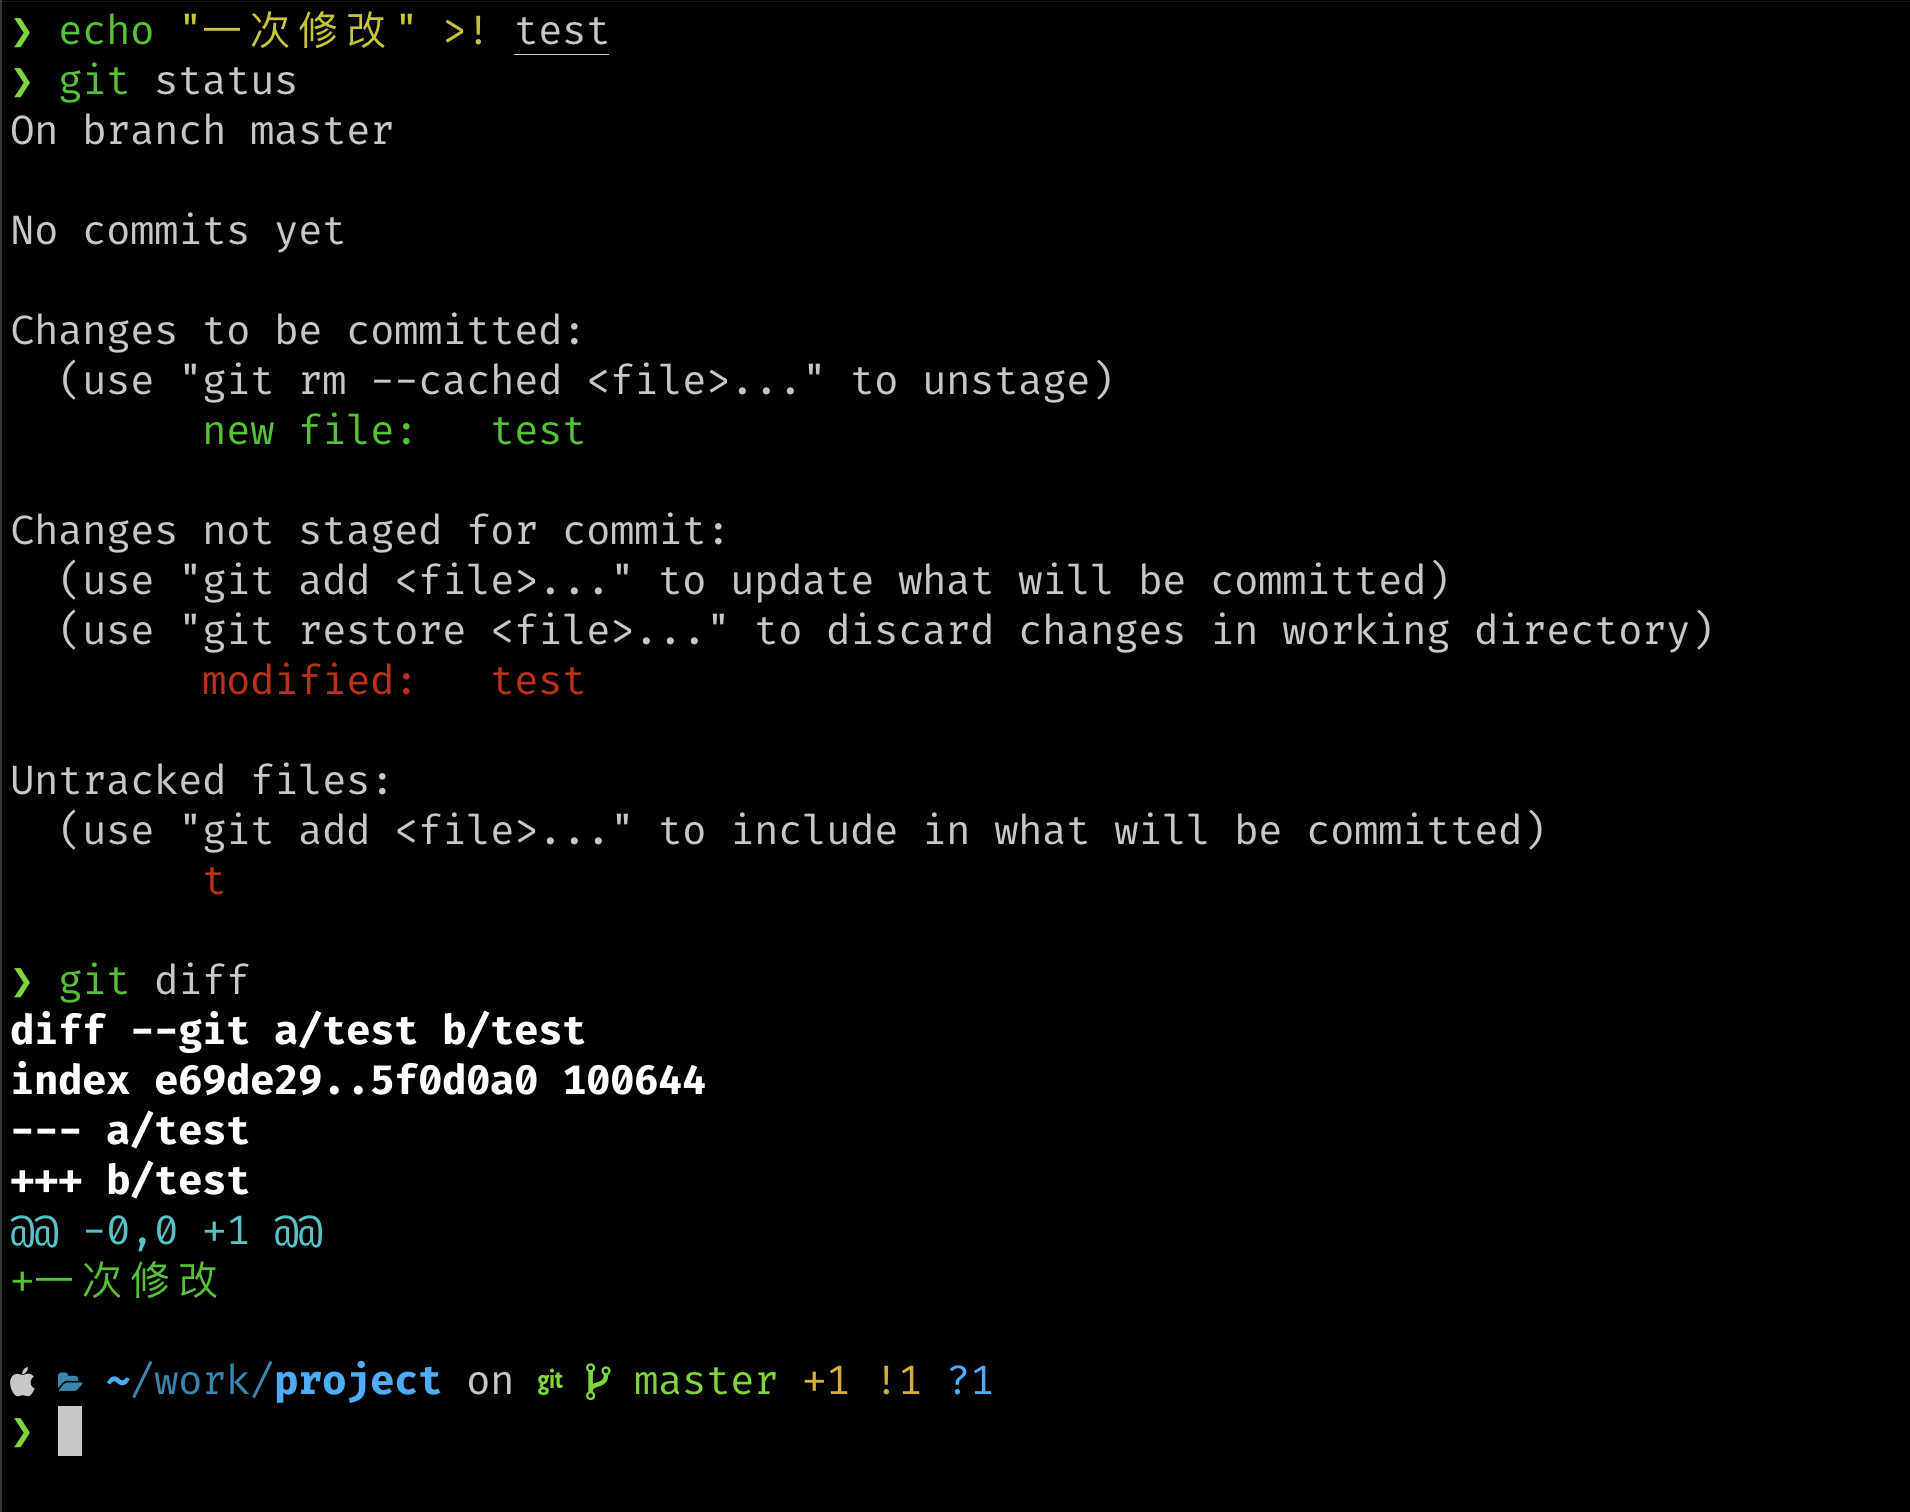 ❯ echo "一次修改" >! test
❯ git status
On branch master
No commits yet
Changes to be committed:
  (use "git rm --cached <file>..." to unstage)
        new file:   test
Changes not staged for commit:
  (use "git add <file>..." to update what will be committed)
  (use "git restore <file>..." to discard changes in working directory)
        modified:   test
Untracked files:
  (use "git add <file>..." to include in what will be committed)
        t
❯ git diff
diff --git a/test b/test
index e69de29..5f0d0a0 100644
--- a/test
+++ b/test
@@ -0,0 +1 @@
+一次修改
~/work/project on git master +1 !1 ?1
❯